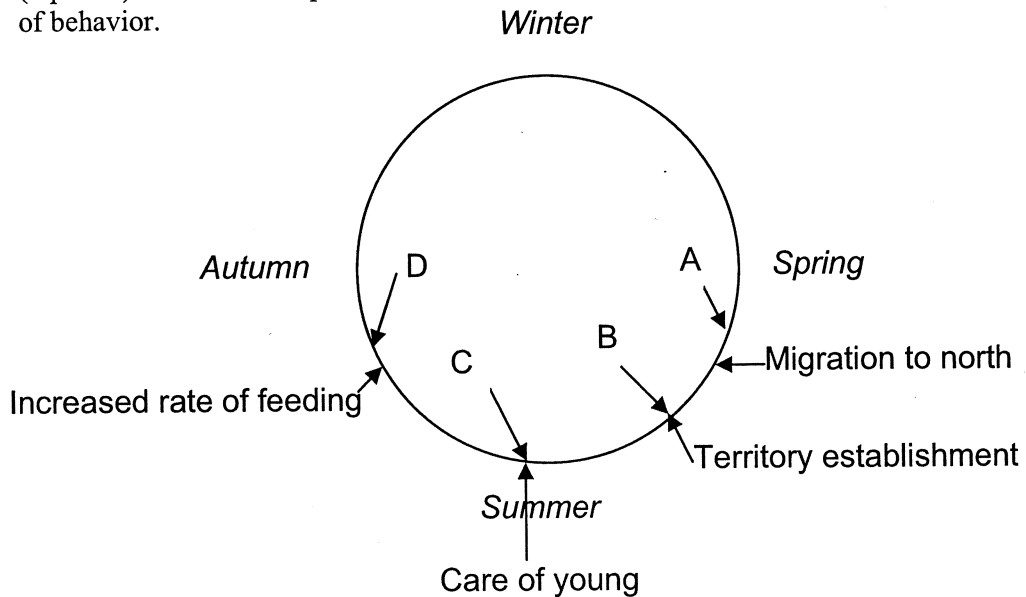 of behavior.
Winter
Autumn
D
A
Spring
B
C
Migration to north
Increased rate of feeding
Territory establishment
Summer
Care of young